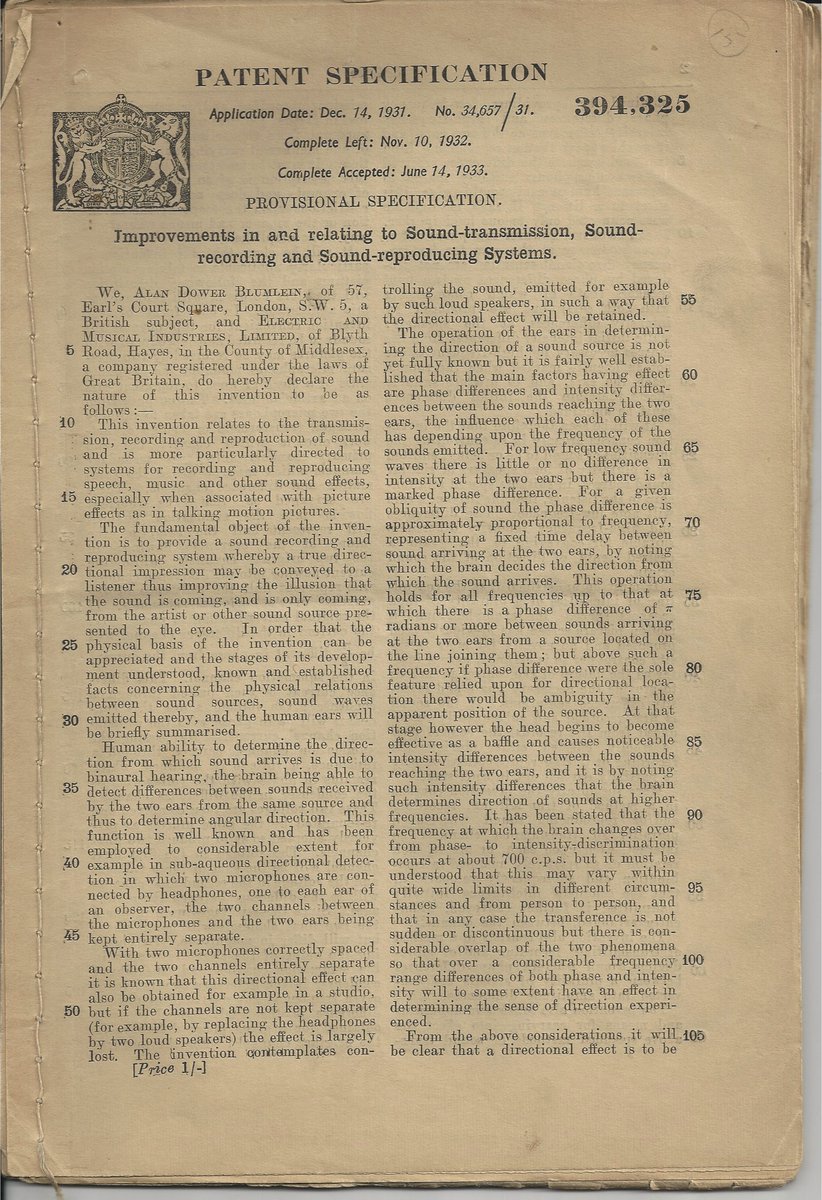 5
PATENT SPECIFICATION
Application Date: Dec. 14, 1931. No. 34,657/31. 394,325
Complete Left: Nov. 10, 1932.
Complete Accepted: June 14, 1933.
PROVISIONAL SPECIFICATION.
Improvements in and relating to Sound-transmission, Sound-
recording and Sound-reproducing Systems.
We, ALAN DOWER BLUMLEIN, of 57,
Earl's Court Square, London, S.W. 5, a
British subject, and ELECTRIC AND
MUSICAL INDUSTRIES, LIMITED, of Blyth
5 Road, Hayes, in the County of Middlesex,
a company registered under the laws of
Great Britain, do hereby declare the
nature of this invention to be as
follows:—
10 This invention relates to the transmis-
sion, recording and reproduction of sound
and is more particularly directed to
systems for recording and reproducing
speech, music and other sound effects,
15 especially when associated with picture
effects as in talking motion pictures.
The fundamental object of the inven-
tion is to provide a sound recording and
reproducing system whereby a true direc-
20 tional impression may be conveyed to a
listener thus improving the illusion that
the sound is coming, and is only coming,
from the artist or other sound source pre-
sented to the eye. In order that the
25 physical basis of the invention can be
appreciated and the stages of its develop-
ment understood, known and established
facts concerning the physical relations
between sound sources, sound waves
30 emitted thereby, and the human ears will
be briefly summarised.
Human ability to determine the direc-
tion from which sound arrives is due to
binaural hearing, the brain being able to
35 detect differences between sounds received
by the two ears from the same source and
thus to determine angular direction. This
function is well known and has been
employed to considerable extent for
40 example in sub-aqueous directional detec-
tion in which two microphones are con-
nected by headphones, one to each ear of
an observer, the two channels between
the microphones and the two ears being
45 kept entirely separate.
With two microphones correctly spaced
and the two channels entirely separate
it is known that this directional effect can
also be obtained for example in a studio,
50 but if the channels are not kept separate
(for example, by replacing the headphones
by two loud speakers) the effect is largely
lost. The invention contemplates con-
[Price 1/-]
trolling the sound, emitted for example
by such loud speakers, in such a way that 55
the directional effect will be retained.
The operation of the ears in determin-
ing the direction of a sound source is not
yet fully known but it is fairly well estab-
lished that the main factors having effect 60
are phase differences and intensity differ-
ences between the sounds reaching the two
ears, the influence which each of these
has depending upon the frequency of the
sounds emitted. For low frequency sound 65
waves there is little or no difference in
intensity at the two ears but there is a
marked phase difference. For a given
obliquity of sound the phase difference is
approximately proportional to frequency, 70
representing a fixed time delay between
sound arriving at the two ears, by noting
which the brain decides the direction from
which the sound arrives. This operation
holds for all frequencies up to that at 75
which there is a phase difference of π
radians or more between sounds arriving
at the two ears from a source located on
the line joining them; but above such a
frequency if phase difference were the sole 80
feature relied upon for directional loca-
tion there would be ambiguity in the
apparent position of the source. At that
stage however the head begins to become
effective as a baffle and causes noticeable 85
intensity differences between the sounds
reaching the two ears, and it is by noting
such intensity differences that the brain
determines direction of sounds at higher
frequencies. It has been stated that the 90
frequency at which the brain changes over
from phase- to intensity-discrimination
occurs at about 700 c.p.s. but it must be
understood that this may vary within
quite wide limits in different circum- 95
stances and from person to person, and
that in any case the transference is not
sudden or discontinuous but there is con-
siderable overlap of the two phenomena
so that over a considerable frequency 100
range differences of both phase and inten-
sity will to some extent have an effect in
determining the sense of direction experi-
enced.
From the above considerations it will 105
be clear that a directional effect is to be